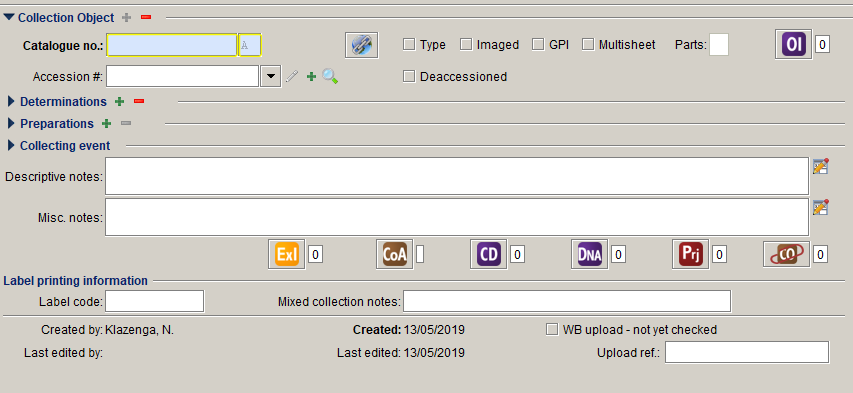 Collection Object
Catalogue no.: A Type Imaged GPI Multisheet Parts: OI 0
Accession #: Deaccessioned
Determinations
Preparations
Collecting event
Descriptive notes:
Misc. notes:
ExI 0 CoA CD 0 DNA 0 Prj 0 CO 0
Label printing information
Label code: Mixed collection notes:
Created by: Klazenga, N. Created: 13/05/2019 WB upload - not yet checked
Last edited by: Last edited: 13/05/2019 Upload ref.: